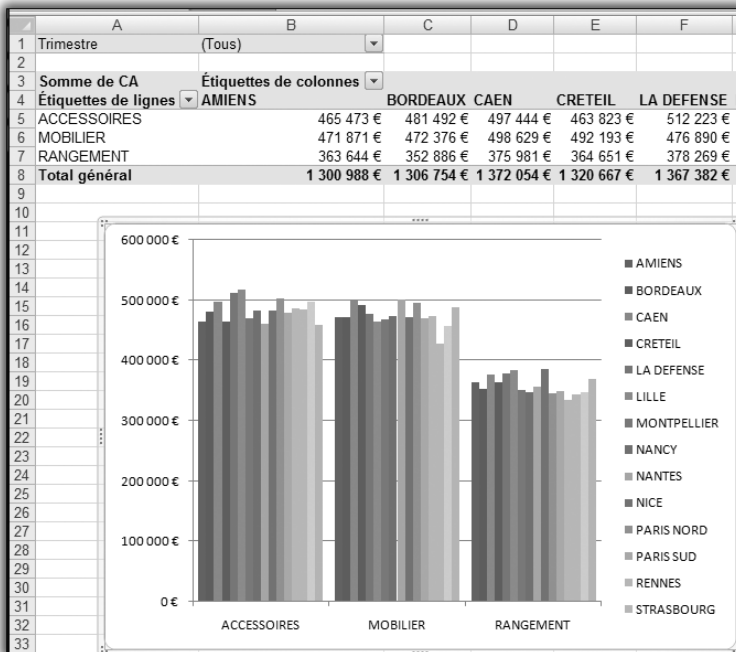 A B C D E F
1 Trimestre (Tous)
2
3 Somme de CA Étiquettes de colonnes
4 Étiquettes de lignes AMIENS BORDEAUX CAEN CRETEIL LA DEFENSE
5 ACCESSOIRES 465 473 € 481 492 € 497 444 € 463 823 € 512 223 €
6 MOBILIER 471 871 € 472 376 € 498 629 € 492 193 € 476 890 €
7 RANGEMENT 363 644 € 352 886 € 375 981 € 364 651 € 378 269 €
8 Total général 1 300 988 € 1 306 754 € 1 372 054 € 1 320 667 € 1 367 382 €
9
10
11
12
13
14
15
16
17
18
19
20
21
22
23
24
25
26
27
28
29
30
31
32
33
600 000 €
500 000 €
400 000 €
300 000 €
200 000 €
100 000 €
0 €
ACCESSOIRES MOBILIER RANGEMENT
AMIENS
BORDEAUX
CAEN
CRETEIL
LA DEFENSE
LILLE
MONTPELLIER
NANCY
NANTES
NICE
PARIS NORD
PARIS SUD
RENNES
STRASBOURG